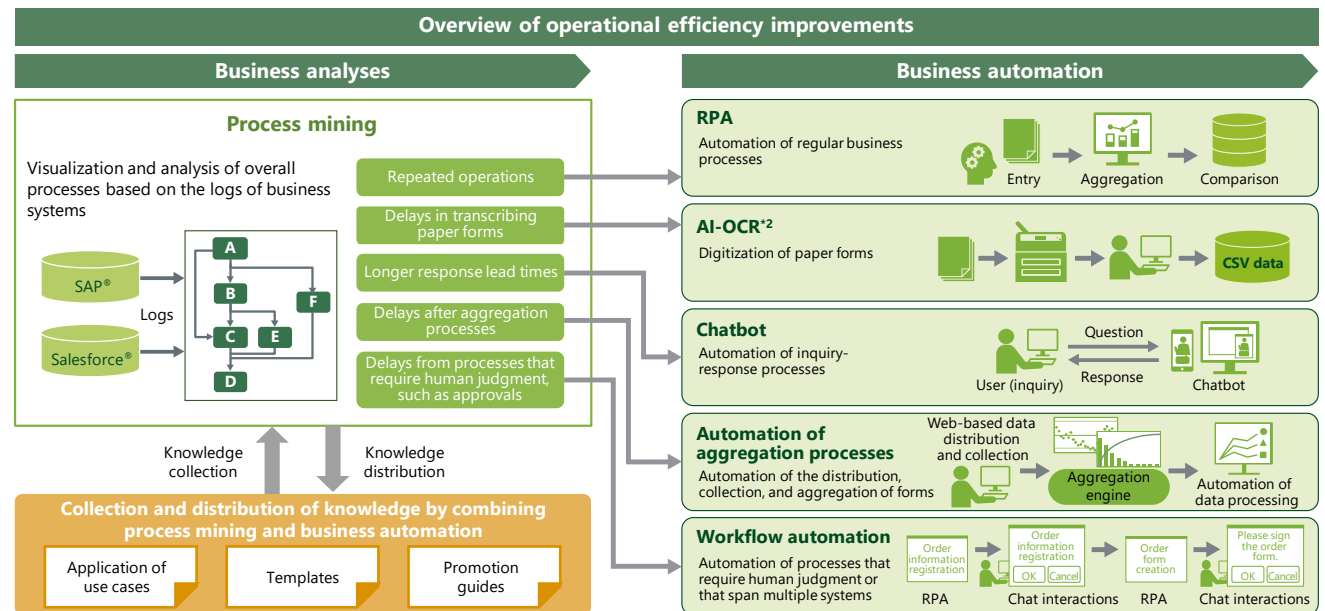 Overview of operational efficiency improvements
Business analyses
Process mining
Visualization and analysis of overall
processes based on the logs of business
systems
SAP®
Salesforce®
Logs
A
B
F
C
E
D
Repeated operations
Delays in transcribing
paper forms
Longer response lead times
Delays after aggregation
processes
Delays from processes that
require human judgment,
such as approvals
Knowledge
collection
Knowledge
distribution
Collection and distribution of knowledge by combining
process mining and business automation
Application of
use cases
Templates
Promotion
guides
Business automation
RPA
Automation of regular business
processes
Entry
Aggregation
Comparison
AI-OCR*2
Digitization of paper forms
CSV data
Chatbot
Automation of inquiry-
response processes
User (inquiry)
Question
Response
Chatbot
Automation of
aggregation processes
Automation of the distribution,
collection, and aggregation of forms
Web-based data
distribution
and collection
Aggregation
engine
Automation of
data processing
Workflow automation
Automation of processes that
require human judgment or
that span multiple systems
Order
information
registration
RPA
Order
information
registration
OK
Cancel
Chat interactions
Order
form
creation
RPA
Please sign
the order
form.
OK
Cancel
Chat interactions